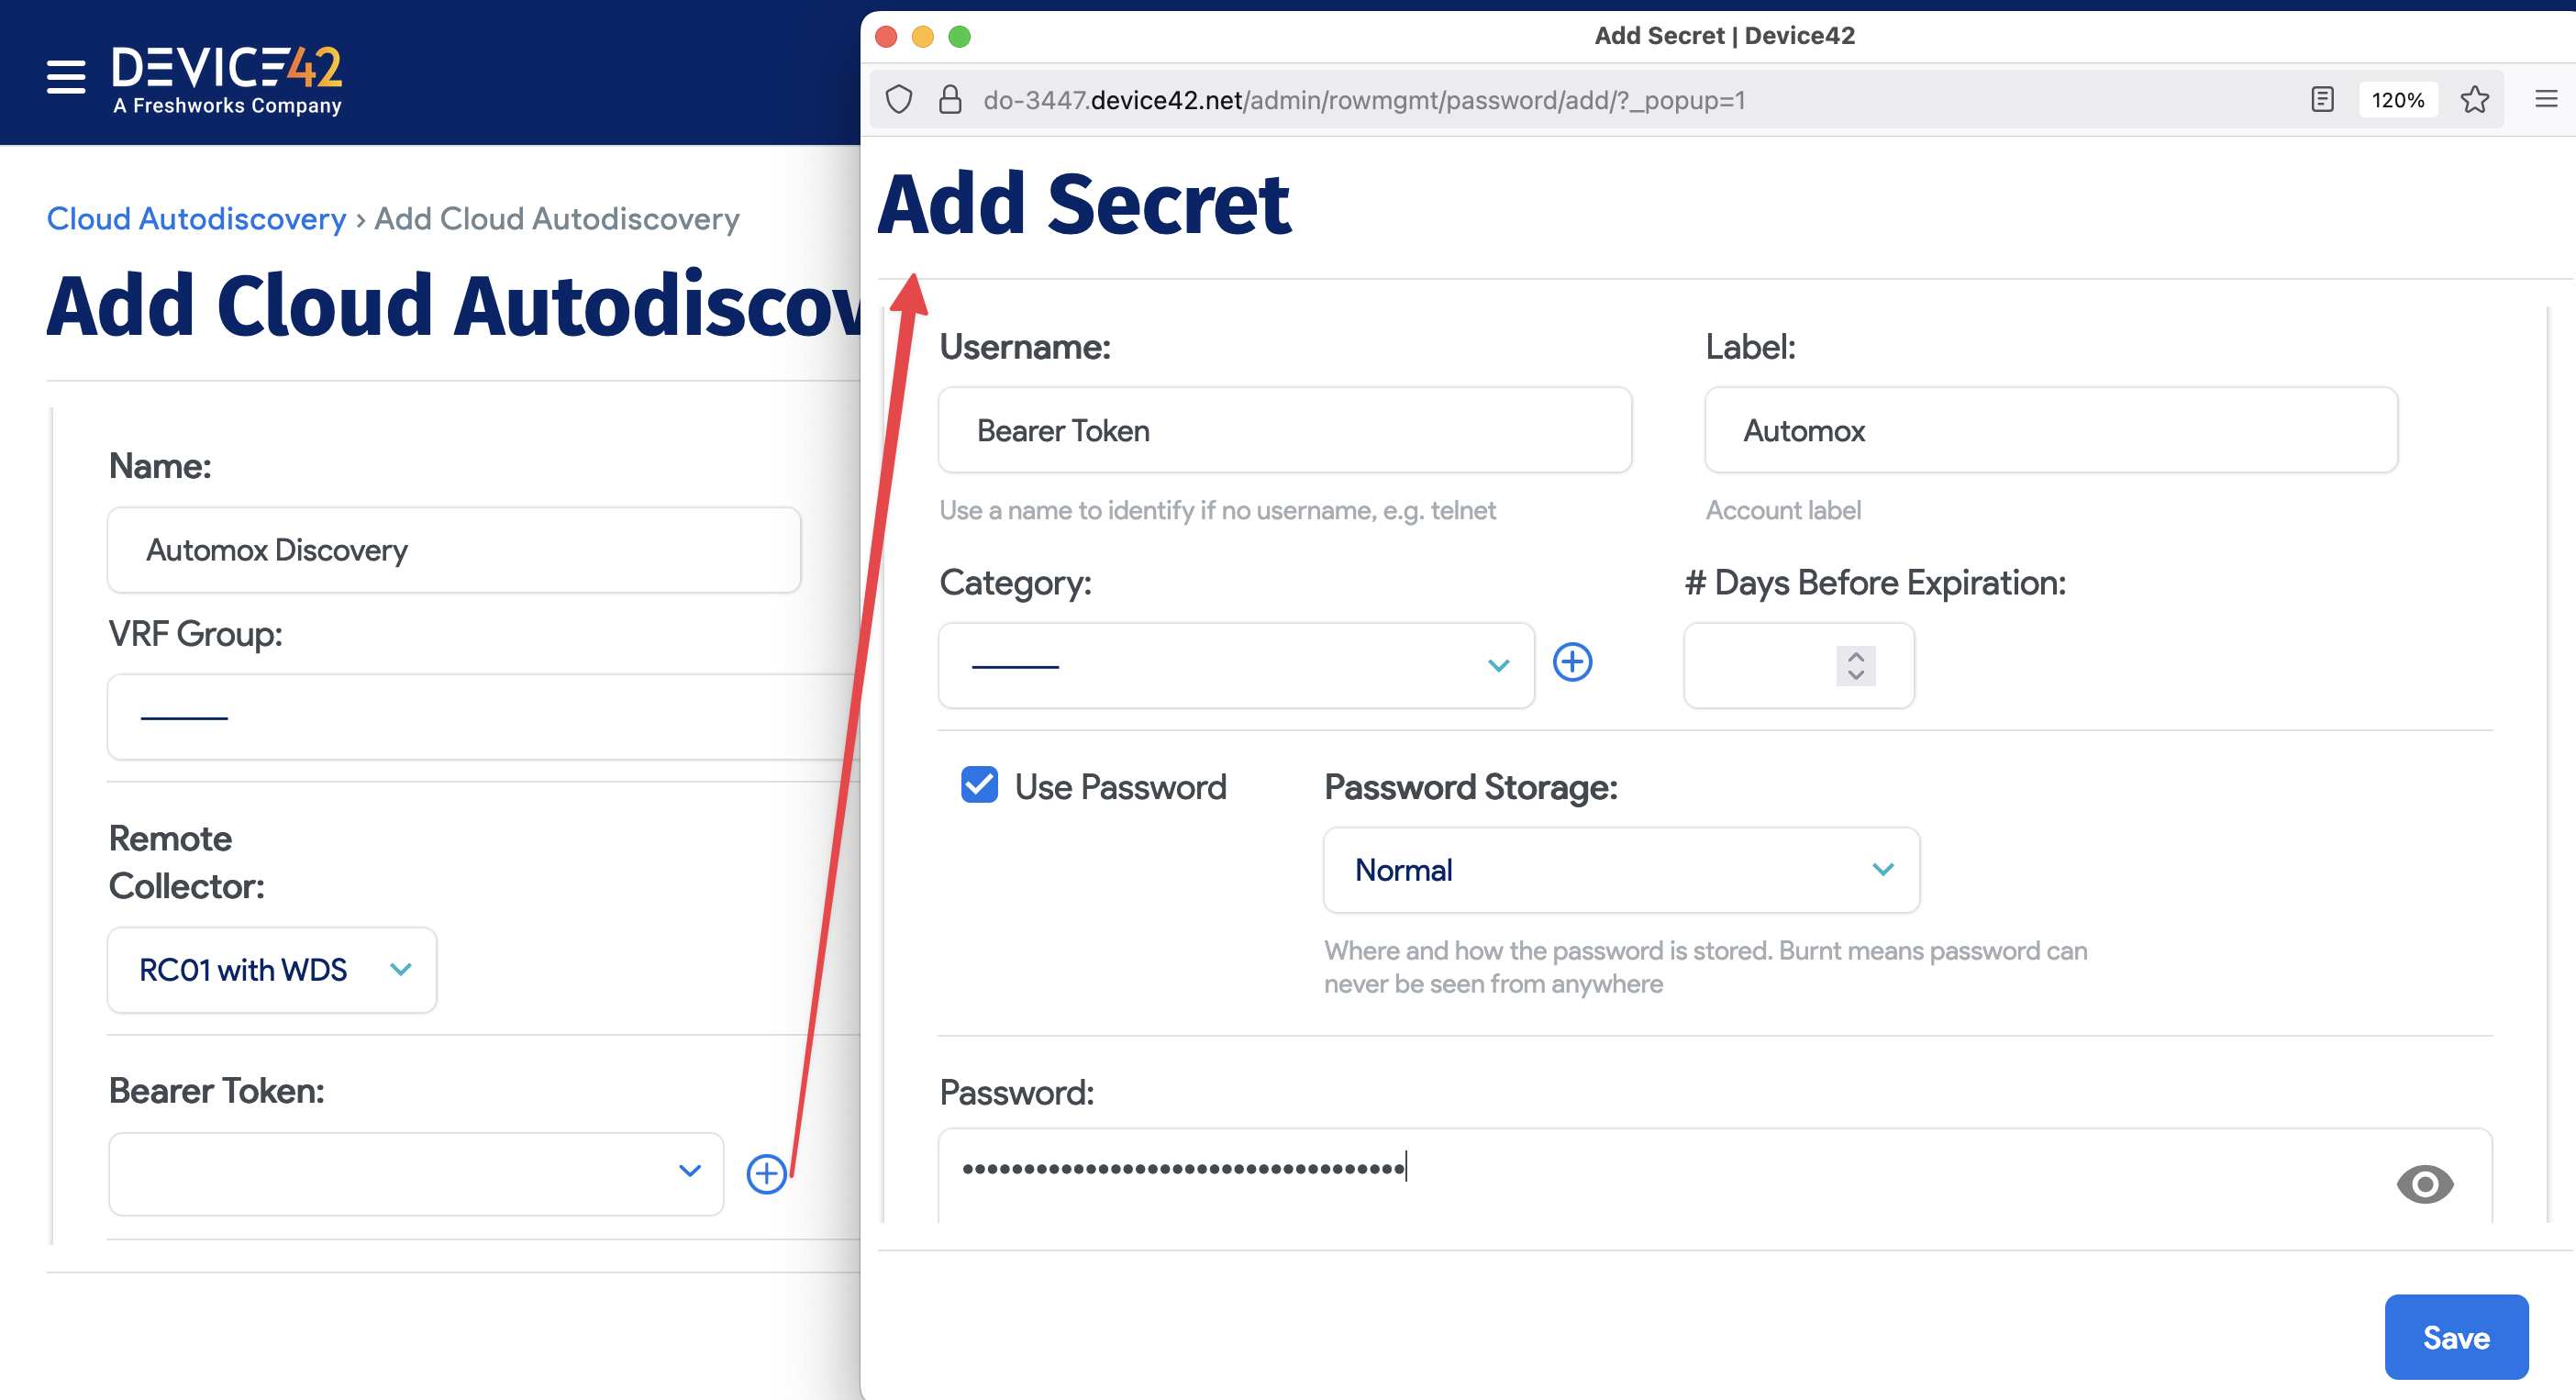 DEVICE42
A Freshworks Company
Cloud Autodiscovery › Add Cloud Autodiscovery
Add Cloud Autodiscov
Name:
Automox Discovery
VRF Group:
Remote
Collector:
RC01 with WDS
Bearer Token:
Add Secret | Device42
do-3447.device42.net/admin/rowmgmt/password/add/?_popup=1
120%
Add Secret
Username:
Label:
Bearer Token
Automox
Use a name to identify if no username, e.g. telnet
Account label
Category:
# Days Before Expiration:
Use Password
Password Storage:
Normal
Where and how the password is stored. Burnt means password can
never be seen from anywhere
Password:
Save